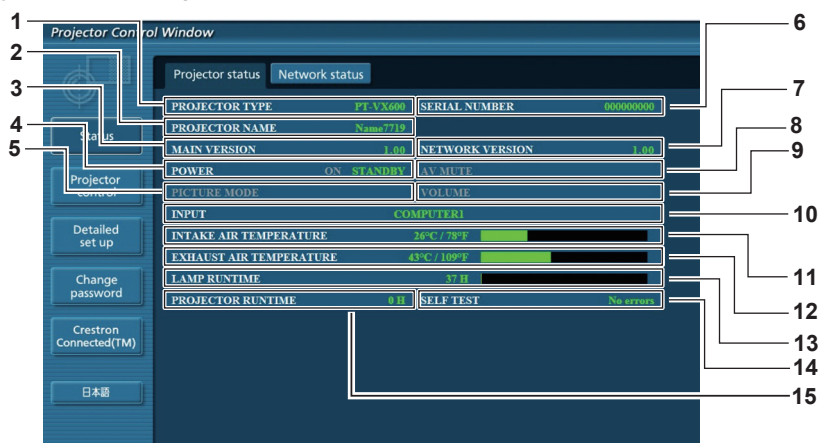 Projector Control Window
Projector status
Network status
PROJECTOR TYPE PT-VX600
SERIAL NUMBER 000000000
PROJECTOR NAME Name7719
MAIN VERSION 1.00
NETWORK VERSION 1.00
POWER ON STANDBY
AV MUTE
PICTURE MODE
VOLUME
INPUT COMPUTER1
INTAKE AIR TEMPERATURE 26°C / 78°F
EXHAUST AIR TEMPERATURE 43°C / 109°F
LAMP RUNTIME 37 H
PROJECTOR RUNTIME 0 H
SELF TEST No errors
Status
Projector
control
Detailed
set up
Change
password
Crestron
Connected(TM)
日本語
1
2
3
4
5
6
7
8
9
10
11
12
13
14
15